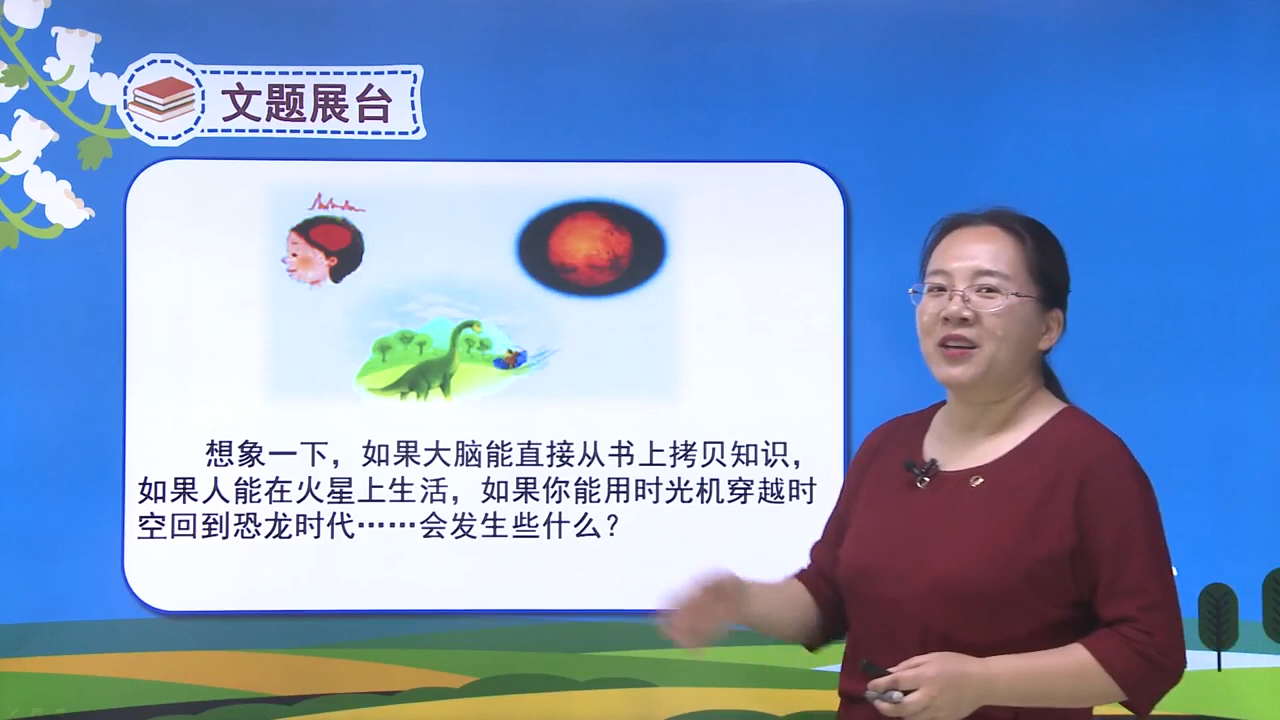 文题展台
想象一下，如果大脑能直接从书上拷贝知识，
如果人能在火星上生活，如果你能用时光机穿越时
空回到恐龙时代……会发生些什么？